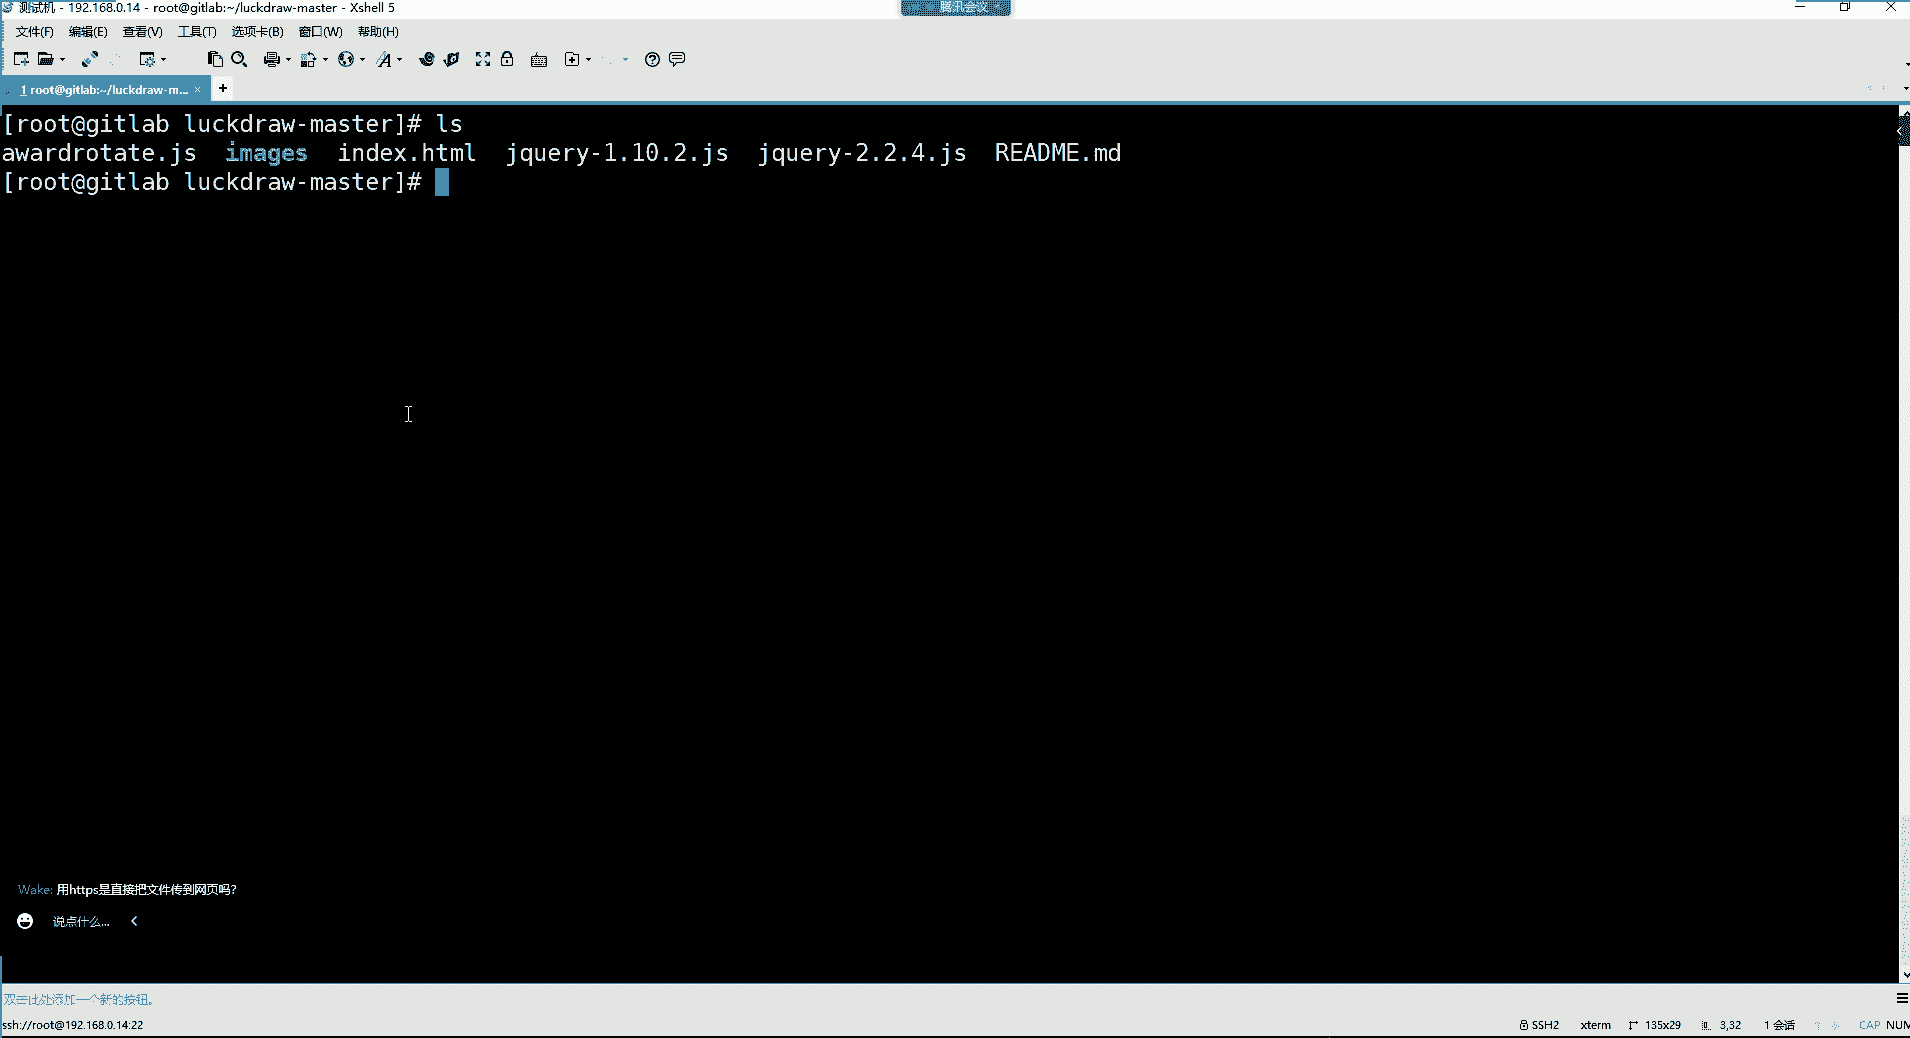 测试机 - 192.168.0.14 - root@gitlab:~/luckdraw-master - Xshell 5
腾讯会议
文件(F) 编辑(E) 查看(V) 工具(T) 选项卡(B) 窗口(W) 帮助(H)
1 root@gitlab:~/luckdraw-m... × +
[root@gitlab luckdraw-master]# ls
awardrotate.js images index.html jquery-1.10.2.js jquery-2.2.4.js README.md
[root@gitlab luckdraw-master]#
Wake: 用https是直接把文件传到网页吗?
说点什么...
双击此处添加一个新的按钮。
ssh://root@192.168.0.14:22 SSH2 xterm 135x29 3,32 1 会话 CAP NUM